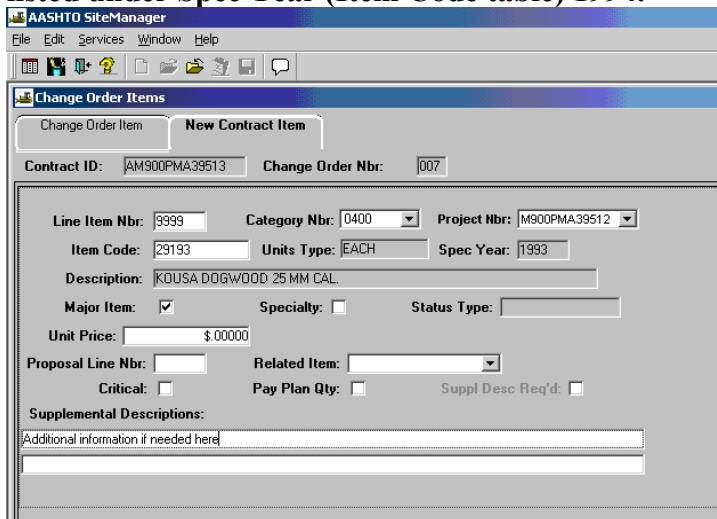 listed under Spec Year (Item Code table) 1994.
AASHTO SiteManager
File Edit Services Window Help
Change Order Items
Change Order Item New Contract Item
Contract ID: AM900PMA39513 Change Order Nbr: 007
Line Item Nbr: 9999 Category Nbr: 0400 Project Nbr: M900PMA39512
Item Code: 29193 Units Type: EACH Spec Year: 1993
Description: KOUSA DOGWOOD 25 MM CAL.
Major Item: Specialty: Status Type:
Unit Price: $.00000
Proposal Line Nbr: Related Item:
Critical: Pay Plan Qty: Suppl Desc Req'd:
Supplemental Descriptions:
Additional information if needed here